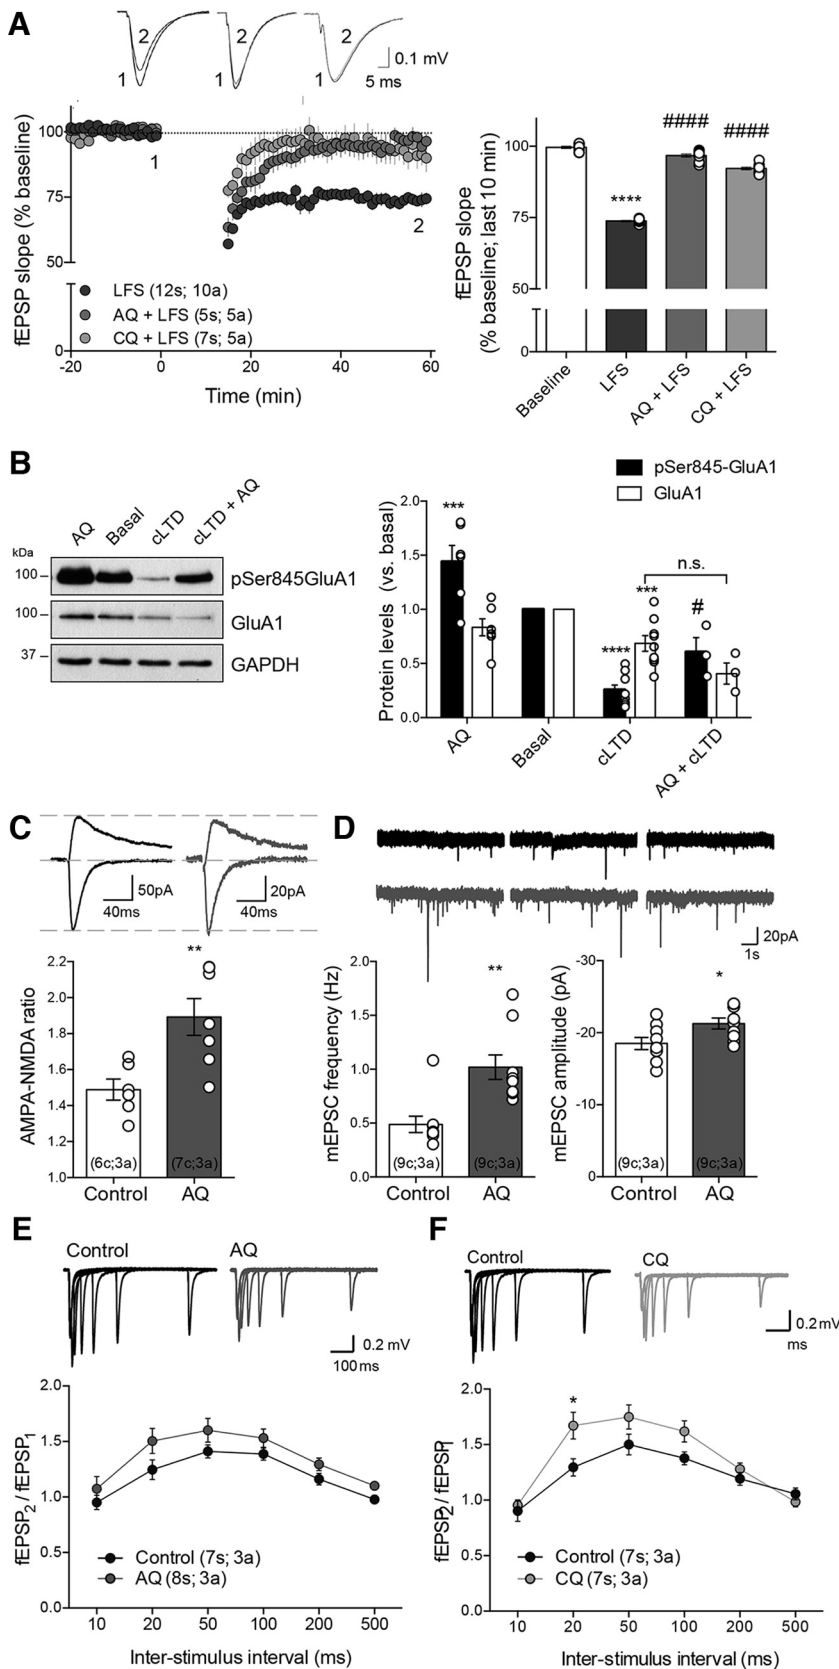 A
2
1
2
1
2
1
0.1 mV
5 ms
fEPSP slope (% baseline)
100
75
50
0
1
2
LFS (12s; 10a)
AQ + LFS (5s; 5a)
CQ + LFS (7s; 5a)
-20
0
20
40
60
Time (min)
fEPSP slope
(% baseline; last 10 min)
100
75
50
0
****
####
####
Baseline
LFS
AQ + LFS
CQ + LFS
B
AQ
Basal
cLTD
cLTD + AQ
kDa
100
pSer845GluA1
100
GluA1
37
GAPDH
pSer845-GluA1
GluA1
Protein levels (vs. basal)
2.0
1.5
1.0
0.5
0.0
***
****
***
n.s.
#
AQ
Basal
cLTD
AQ + cLTD
C
50pA
40ms
20pA
40ms
AMPA-NMDA ratio
2.2
2.0
1.8
1.6
1.4
1.2
1.0
**
(6c;3a)
(7c;3a)
Control
AQ
D
20pA
1s
mEPSC frequency (Hz)
2.0
1.5
1.0
0.5
0.0
**
(9c;3a)
(9c;3a)
Control
AQ
mEPSC amplitude (pA)
-30
-20
-10
0
*
(9c;3a)
(9c;3a)
Control
AQ
E
Control
AQ
0.2 mV
100ms
fEPSP2 / fEPSP1
2.0
1.5
1.0
0.5
0.0
Control (7s; 3a)
AQ (8s; 3a)
10
20
50
100
200
500
Inter-stimulus interval (ms)
F
Control
CQ
0.2mV
ms
fEPSP2 / fEPSP1
2.0
1.5
1.0
0.5
0.0
*
Control (7s; 3a)
CQ (7s; 3a)
10
20
50
100
200
500
Inter-stimulus interval (ms)